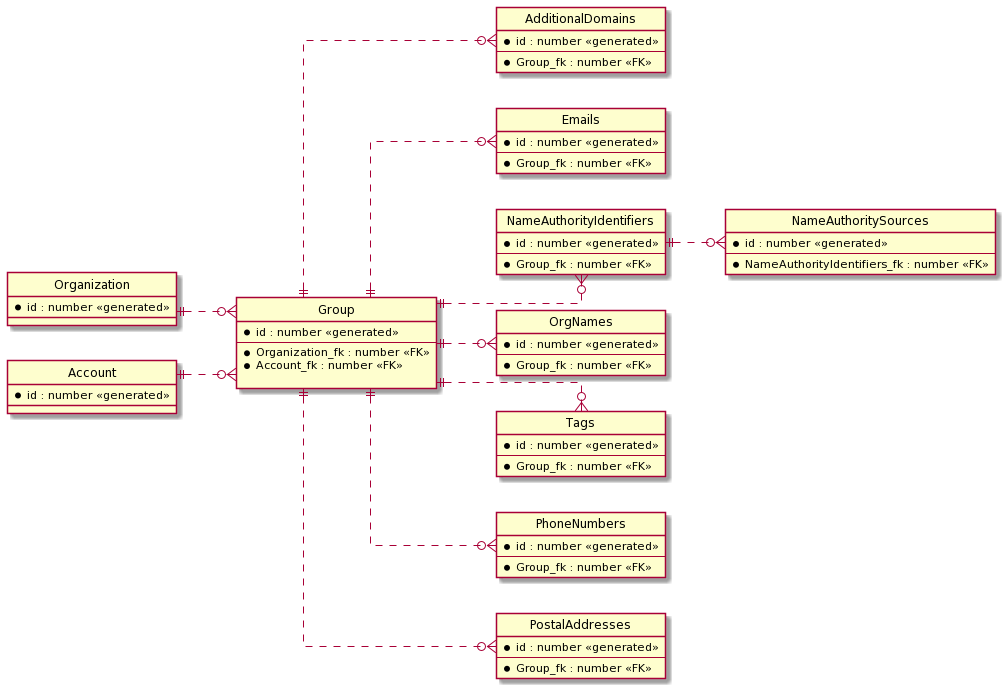 AdditionalDomains
id : number «generated»
Group_fk : number «FK»
Emails
id : number «generated»
Group_fk : number «FK»
NameAuthorityIdentifiers
id : number «generated»
Group_fk : number «FK»
NameAuthoritySources
id : number «generated»
NameAuthorityIdentifiers_fk : number «FK»
Organization
id : number «generated»
Group
id : number «generated»
Organization_fk : number «FK»
Account_fk : number «FK»
OrgNames
id : number «generated»
Group_fk : number «FK»
Account
id : number «generated»
Tags
id : number «generated»
Group_fk : number «FK»
PhoneNumbers
id : number «generated»
Group_fk : number «FK»
PostalAddresses
id : number «generated»
Group_fk : number «FK»